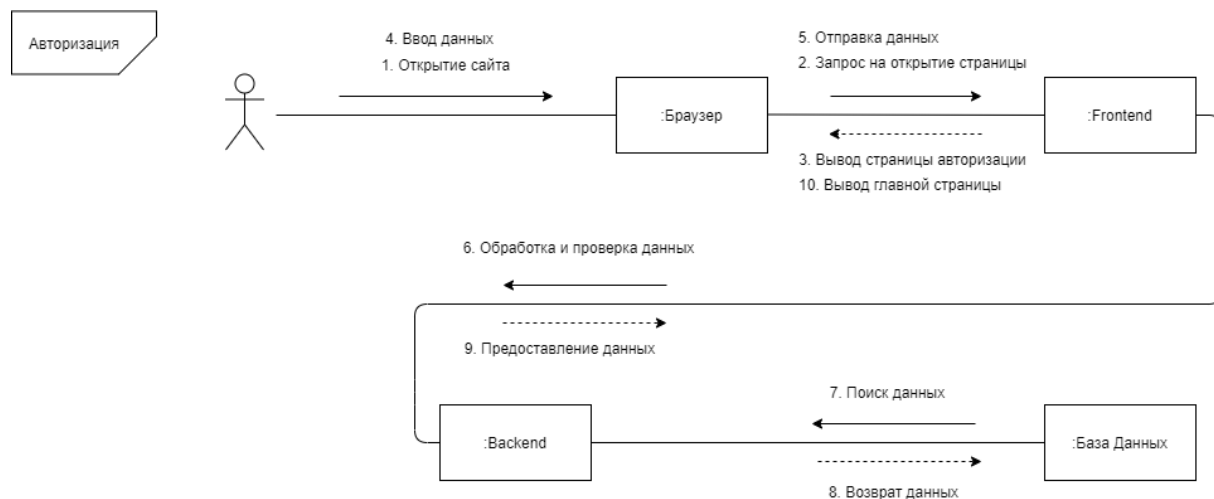 Авторизация
4. Ввод данных
1. Открытие сайта
5. Отправка данных
2. Запрос на открытие страницы
:Браузер
:Frontend
3. Вывод страницы авторизации
10. Вывод главной страницы
6. Обработка и проверка данных
9. Предоставление данных
7. Поиск данных
:Backend
:База Данных
8. Возврат данных